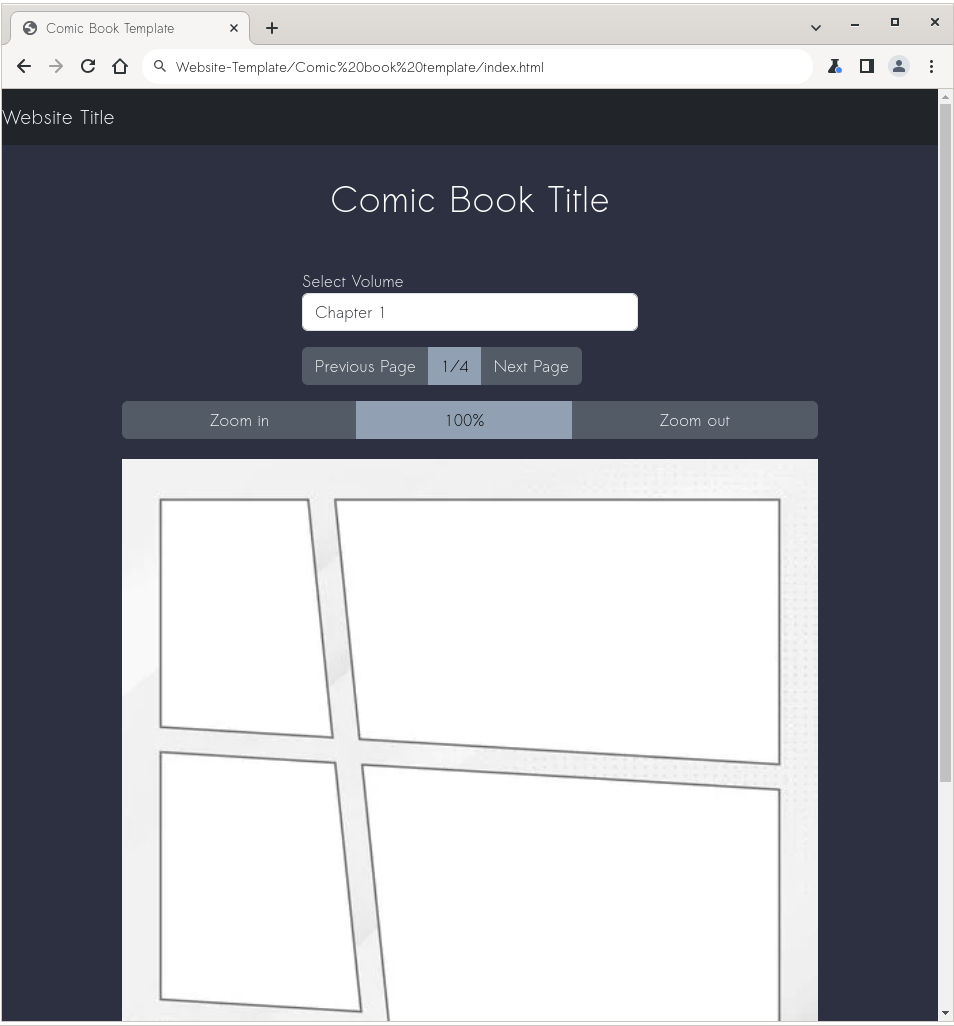 Comic Book Template
Website-Template/Comic%20book%20template/index.html
Website Title
Comic Book Title
Select Volume
Chapter 1
Previous Page 1/4 Next Page
Zoom in 100% Zoom out